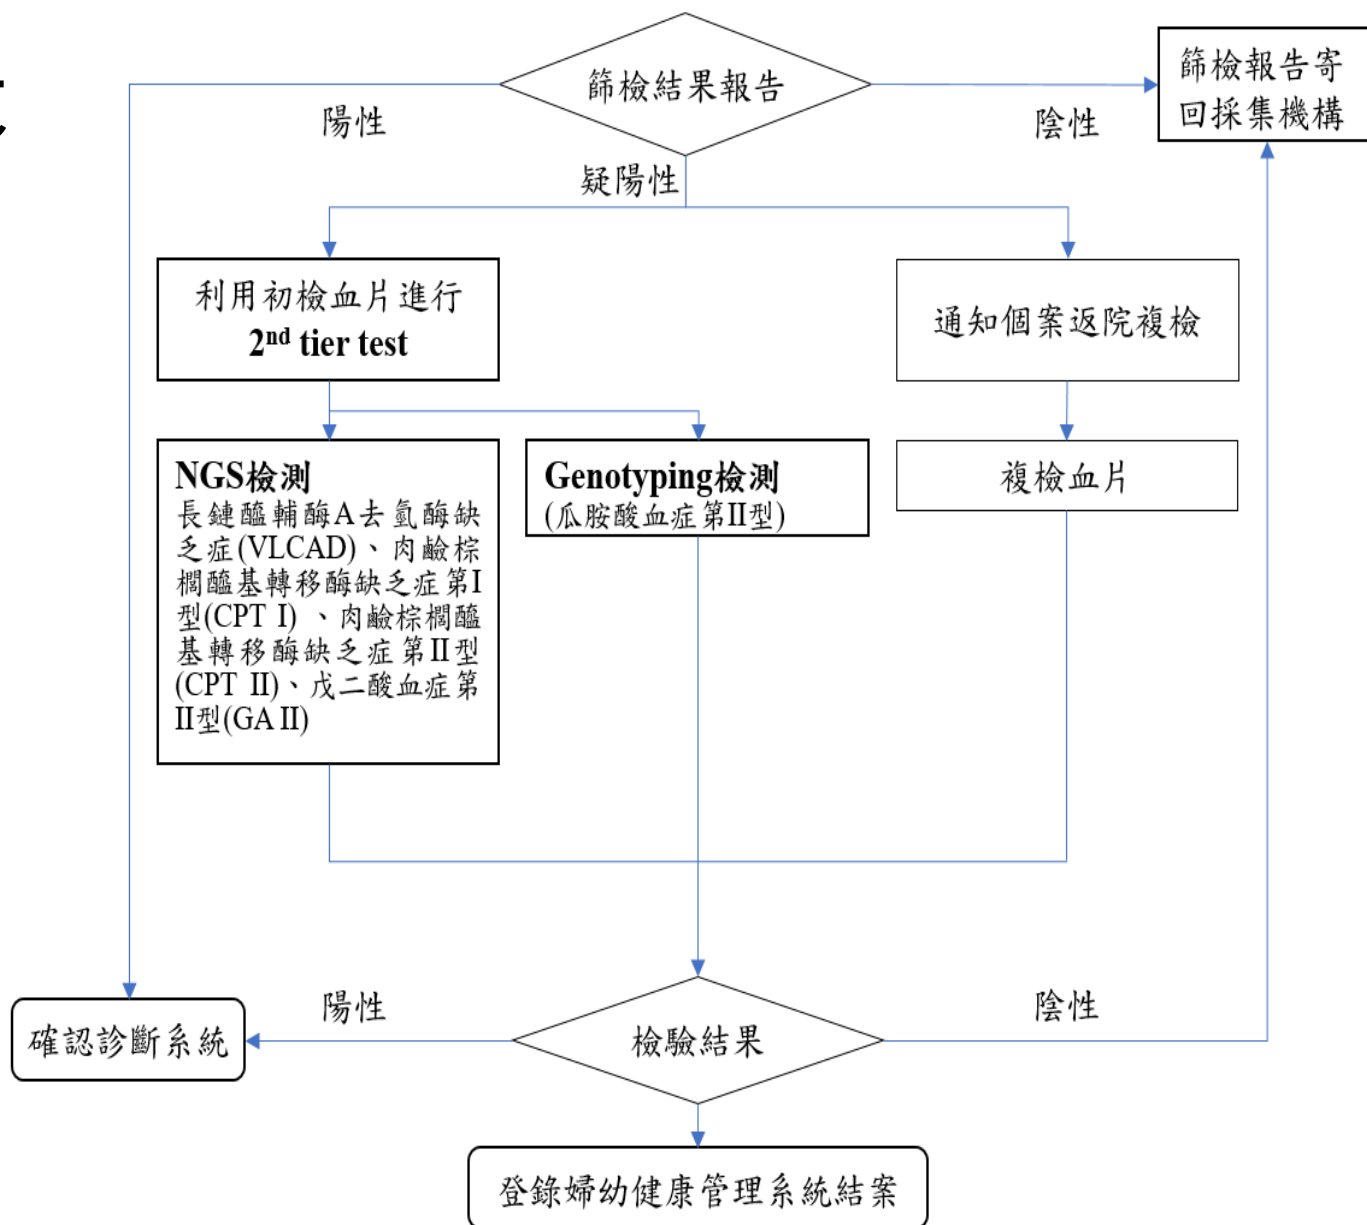 篩檢結果報告
篩檢報告寄
回採集機構
陽性
陰性
疑陽性
利用初檢血片進行
2nd tier test
通知個案返院複檢
NGS檢測
長鏈醯輔酶A去氫酶缺
乏症(VLCAD)、肉鹼棕
櫚醯基轉移酶缺乏症第I
型(CPT I) 、肉鹼棕櫚醯
基轉移酶缺乏症第II型
(CPT II)、戊二酸血症第
II型(GA II)
Genotyping檢測
(瓜胺酸血症第II型)
複檢血片
陽性
陰性
確認診斷系統
檢驗結果
登錄婦幼健康管理系統結案